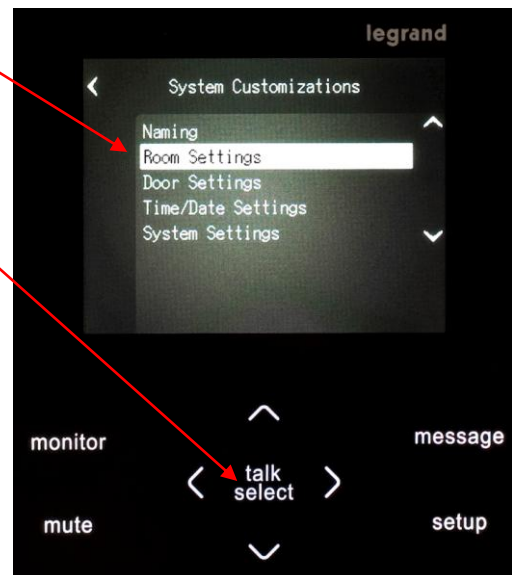 legrand
System Customizations
Naming
Room Settings
Door Settings
Time/Date Settings
System Settings
monitor
message
talk
select
mute
setup